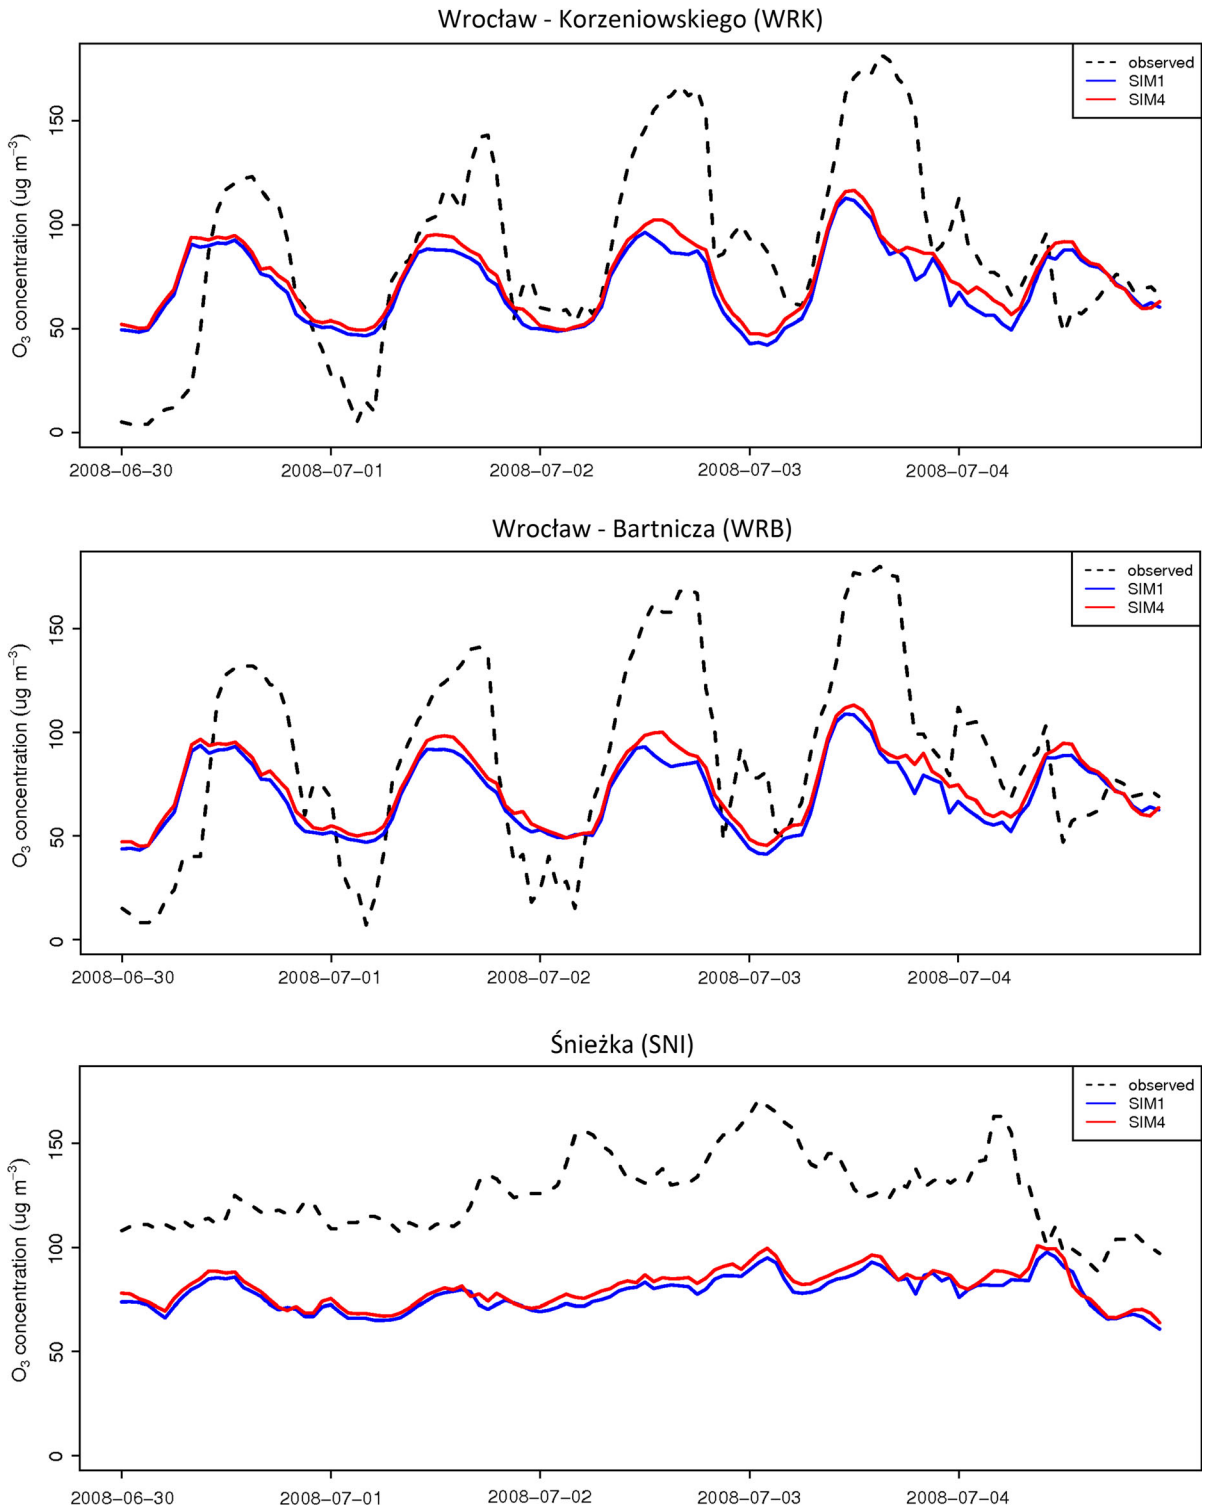 Wrocław - Korzeniowskiego (WRK)
observed
SIM1
SIM4
O₃ concentration (ug m⁻³)
150
100
50
0
2008–06–30 2008–07–01 2008–07–02 2008–07–03 2008–07–04
Wrocław - Bartnicza (WRB)
observed
SIM1
SIM4
O₃ concentration (ug m⁻³)
150
100
50
0
2008–06–30 2008–07–01 2008–07–02 2008–07–03 2008–07–04
Śnieżka (SNI)
observed
SIM1
SIM4
O₃ concentration (ug m⁻³)
150
100
50
0
2008–06–30 2008–07–01 2008–07–02 2008–07–03 2008–07–04